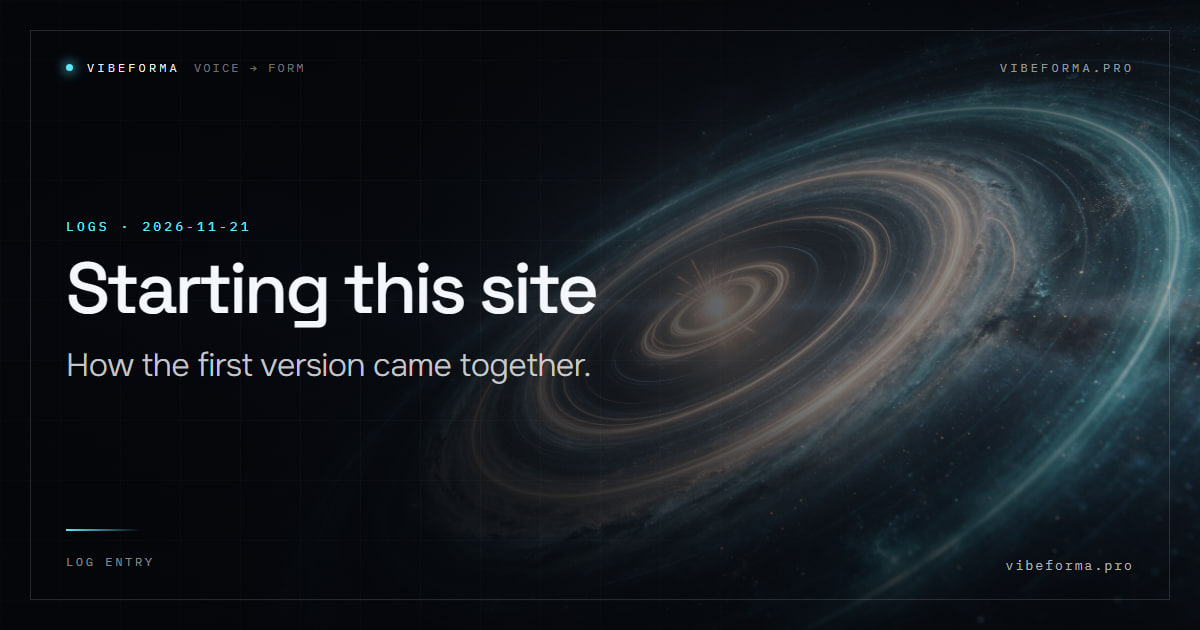 VIBEFORMA VOICE → FORM
VIBEFORMA.PRO
LOGS · 2026-11-21
Starting this site
How the first version came together.
LOG ENTRY
vibeforma.pro